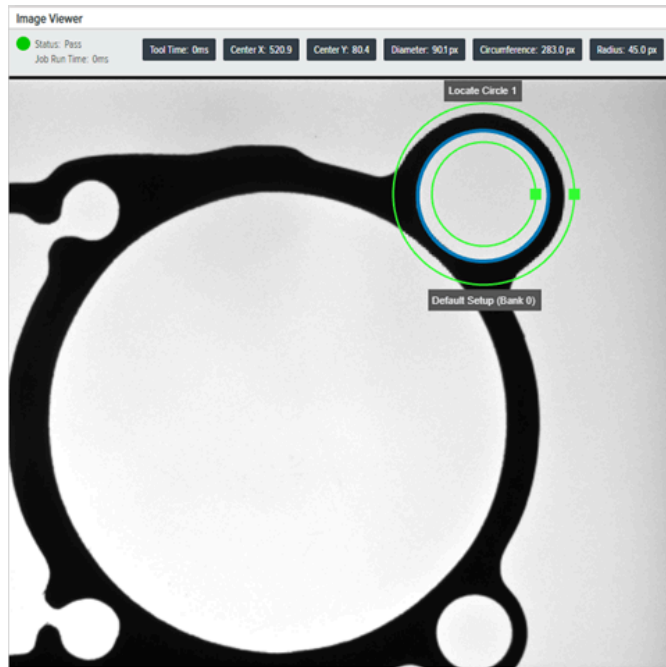 Image Viewer
Status: Pass
Job Run Time: 0ms
Tool Time: 0ms
Center X: 520.9
Center Y: 80.4
Diameter: 90.1 px
Circumference: 283.0 px
Radius: 45.0 px
Locate Circle 1
Default Setup (Bank 0)